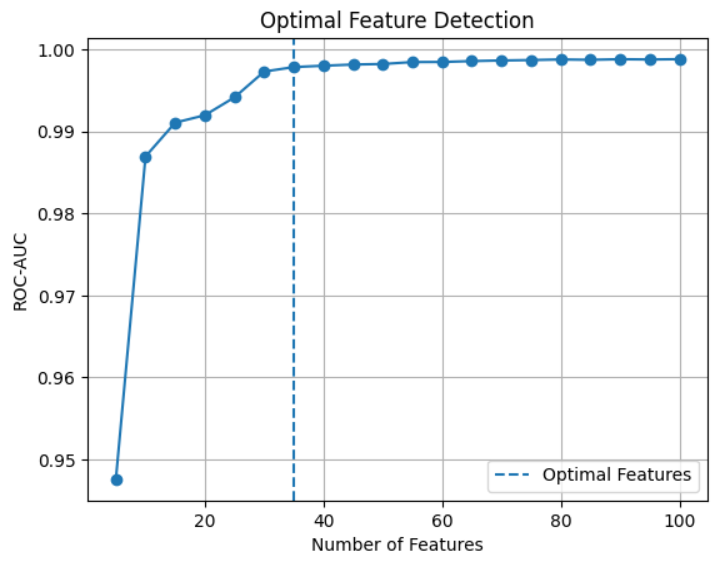 Optimal Feature Detection
1.00
0.99
0.98
0.97
0.96
0.95
ROC-AUC
Optimal Features
20
40
60
80
100
Number of Features